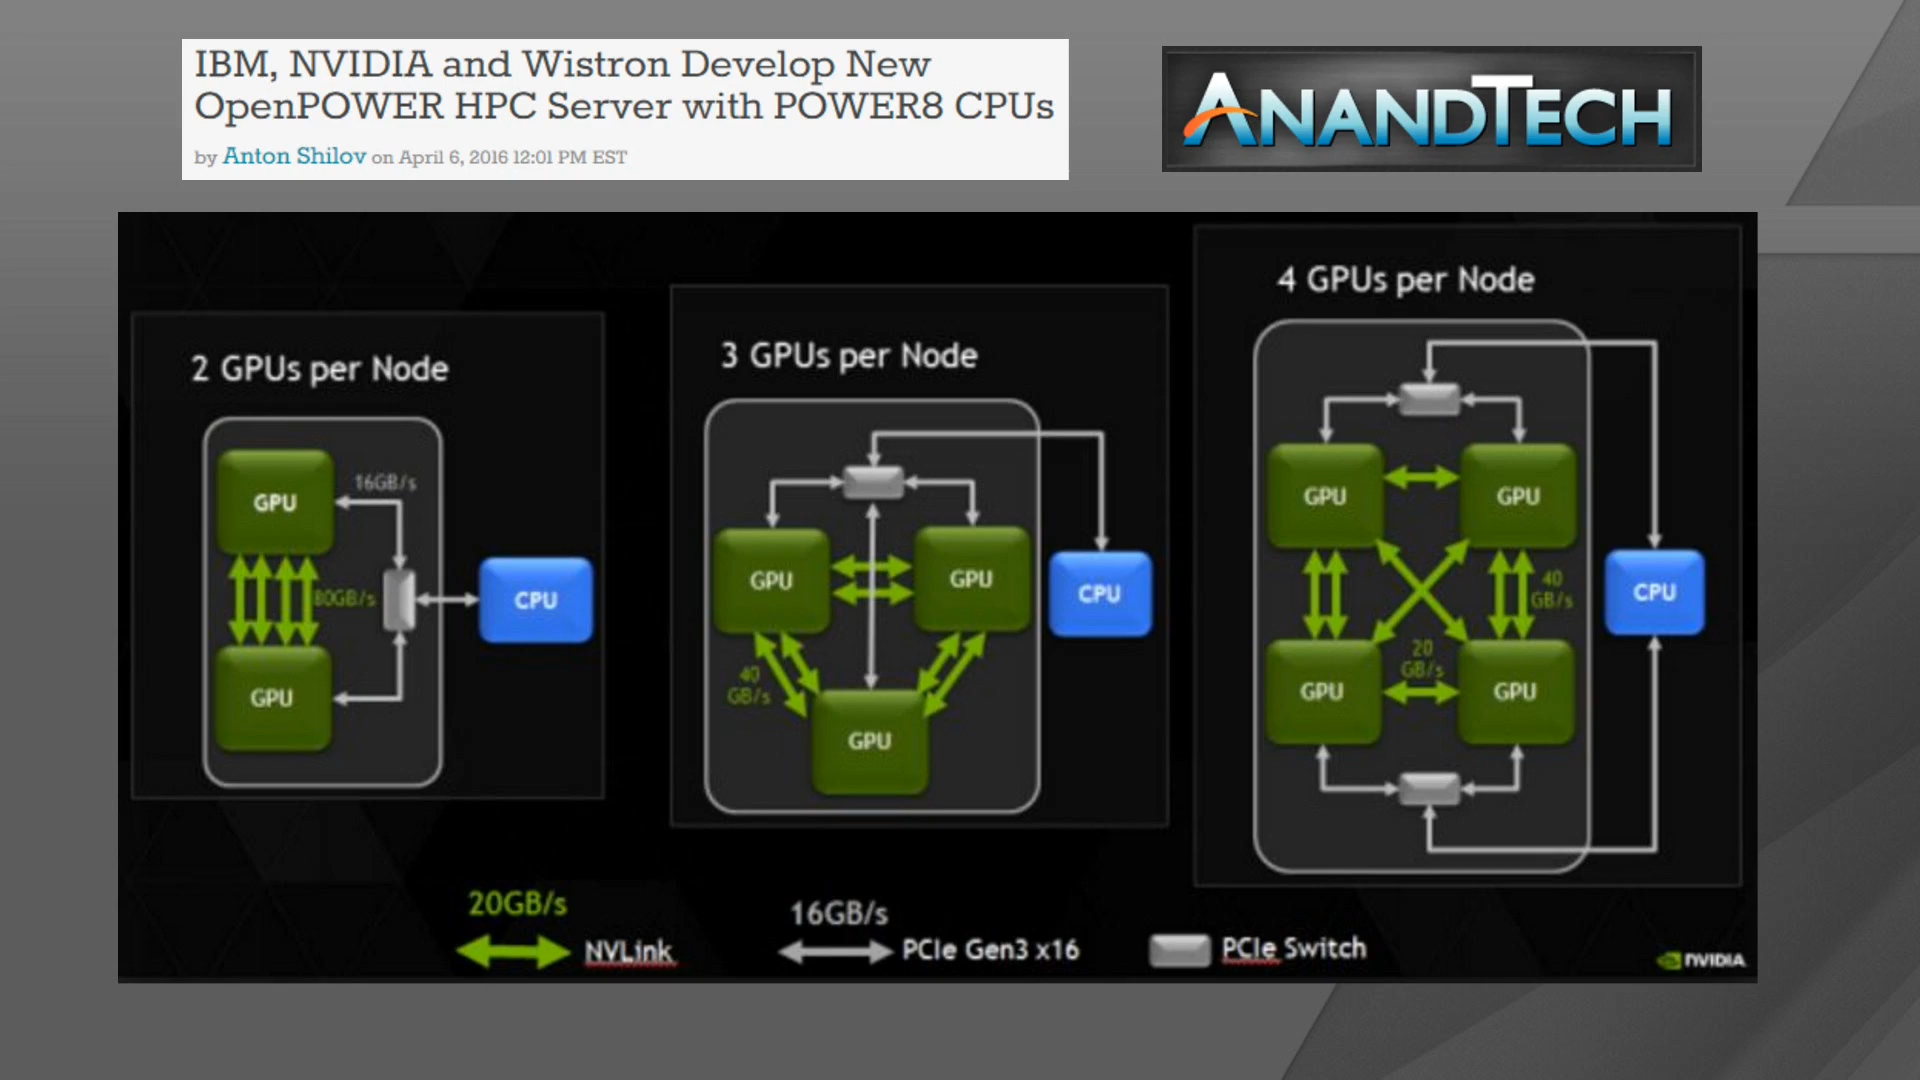 IBM, NVIDIA and Wistron Develop New
OpenPOWER HPC Server with POWER8 CPUs
by Anton Shilov on April 6, 2016 12:01 PM EST
ANANDTECH
2 GPUs per Node
GPU
16GB/s
80GB/s
CPU
GPU
3 GPUs per Node
GPU
GPU
CPU
40
GB/s
GPU
4 GPUs per Node
GPU
GPU
40
GB/s
CPU
20
GB/s
GPU
GPU
20GB/s
NVLink
16GB/s
PCIe Gen3 x16
PCIe Switch
NVIDIA